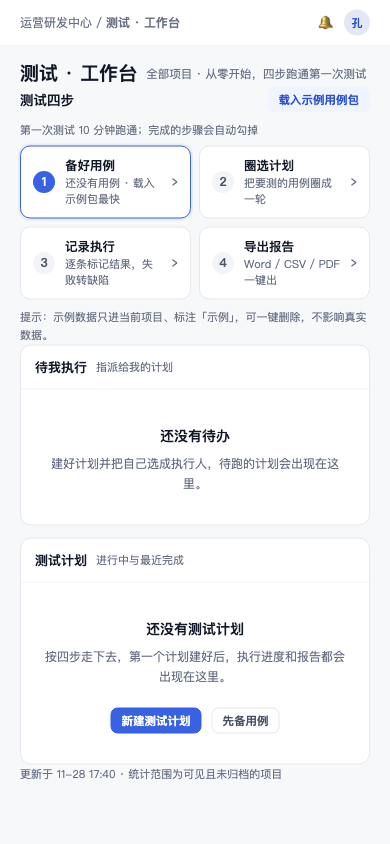 运营研发中心 / 测试 · 工作台
孔
测试 · 工作台 全部项目 · 从零开始，四步跑通第一次测试
测试四步
载入示例用例包
第一次测试 10 分钟跑通；完成的步骤会自动勾掉
1
备好用例
还没有用例 · 载入
示例包最快
2
圈选计划
把要测的用例圈成
一轮
3
记录执行
逐条标记结果，失
败转缺陷
4
导出报告
Word / CSV / PDF
一键出
提示：示例数据只进当前项目、标注「示例」，可一键删除，不影响真实
数据。
待我执行 指派给我的计划
还没有待办
建好计划并把自己选成执行人，待跑的计划会出现在这
里。
测试计划 进行中与最近完成
还没有测试计划
按四步走下去，第一个计划建好后，执行进度和报告都会
出现在这里。
新建测试计划
先备用例
更新于 11-28 17:40 · 统计范围为可见且未归档的项目